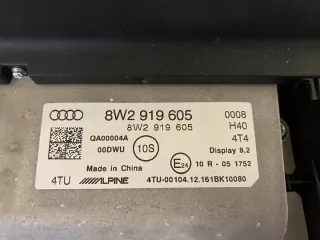 8W2 919 605 0008
8W2 919 605 H40
QA00004A 4T4
00DWU 10S Display 8,2
Made in China E24 10 R - 05 1752
4TU ALPINE 4TU-00104.12.161BK10080